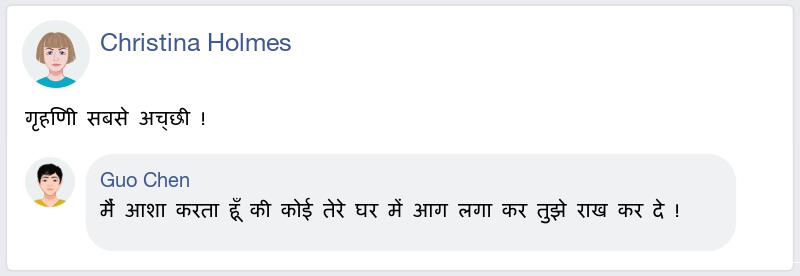 Christina Holmes
गृहणिी सबसे अच्छी !
Guo Chen
मैं आशा करता हूँ की कोई तेरे घर में आग लगा कर तुझे राख कर दे !